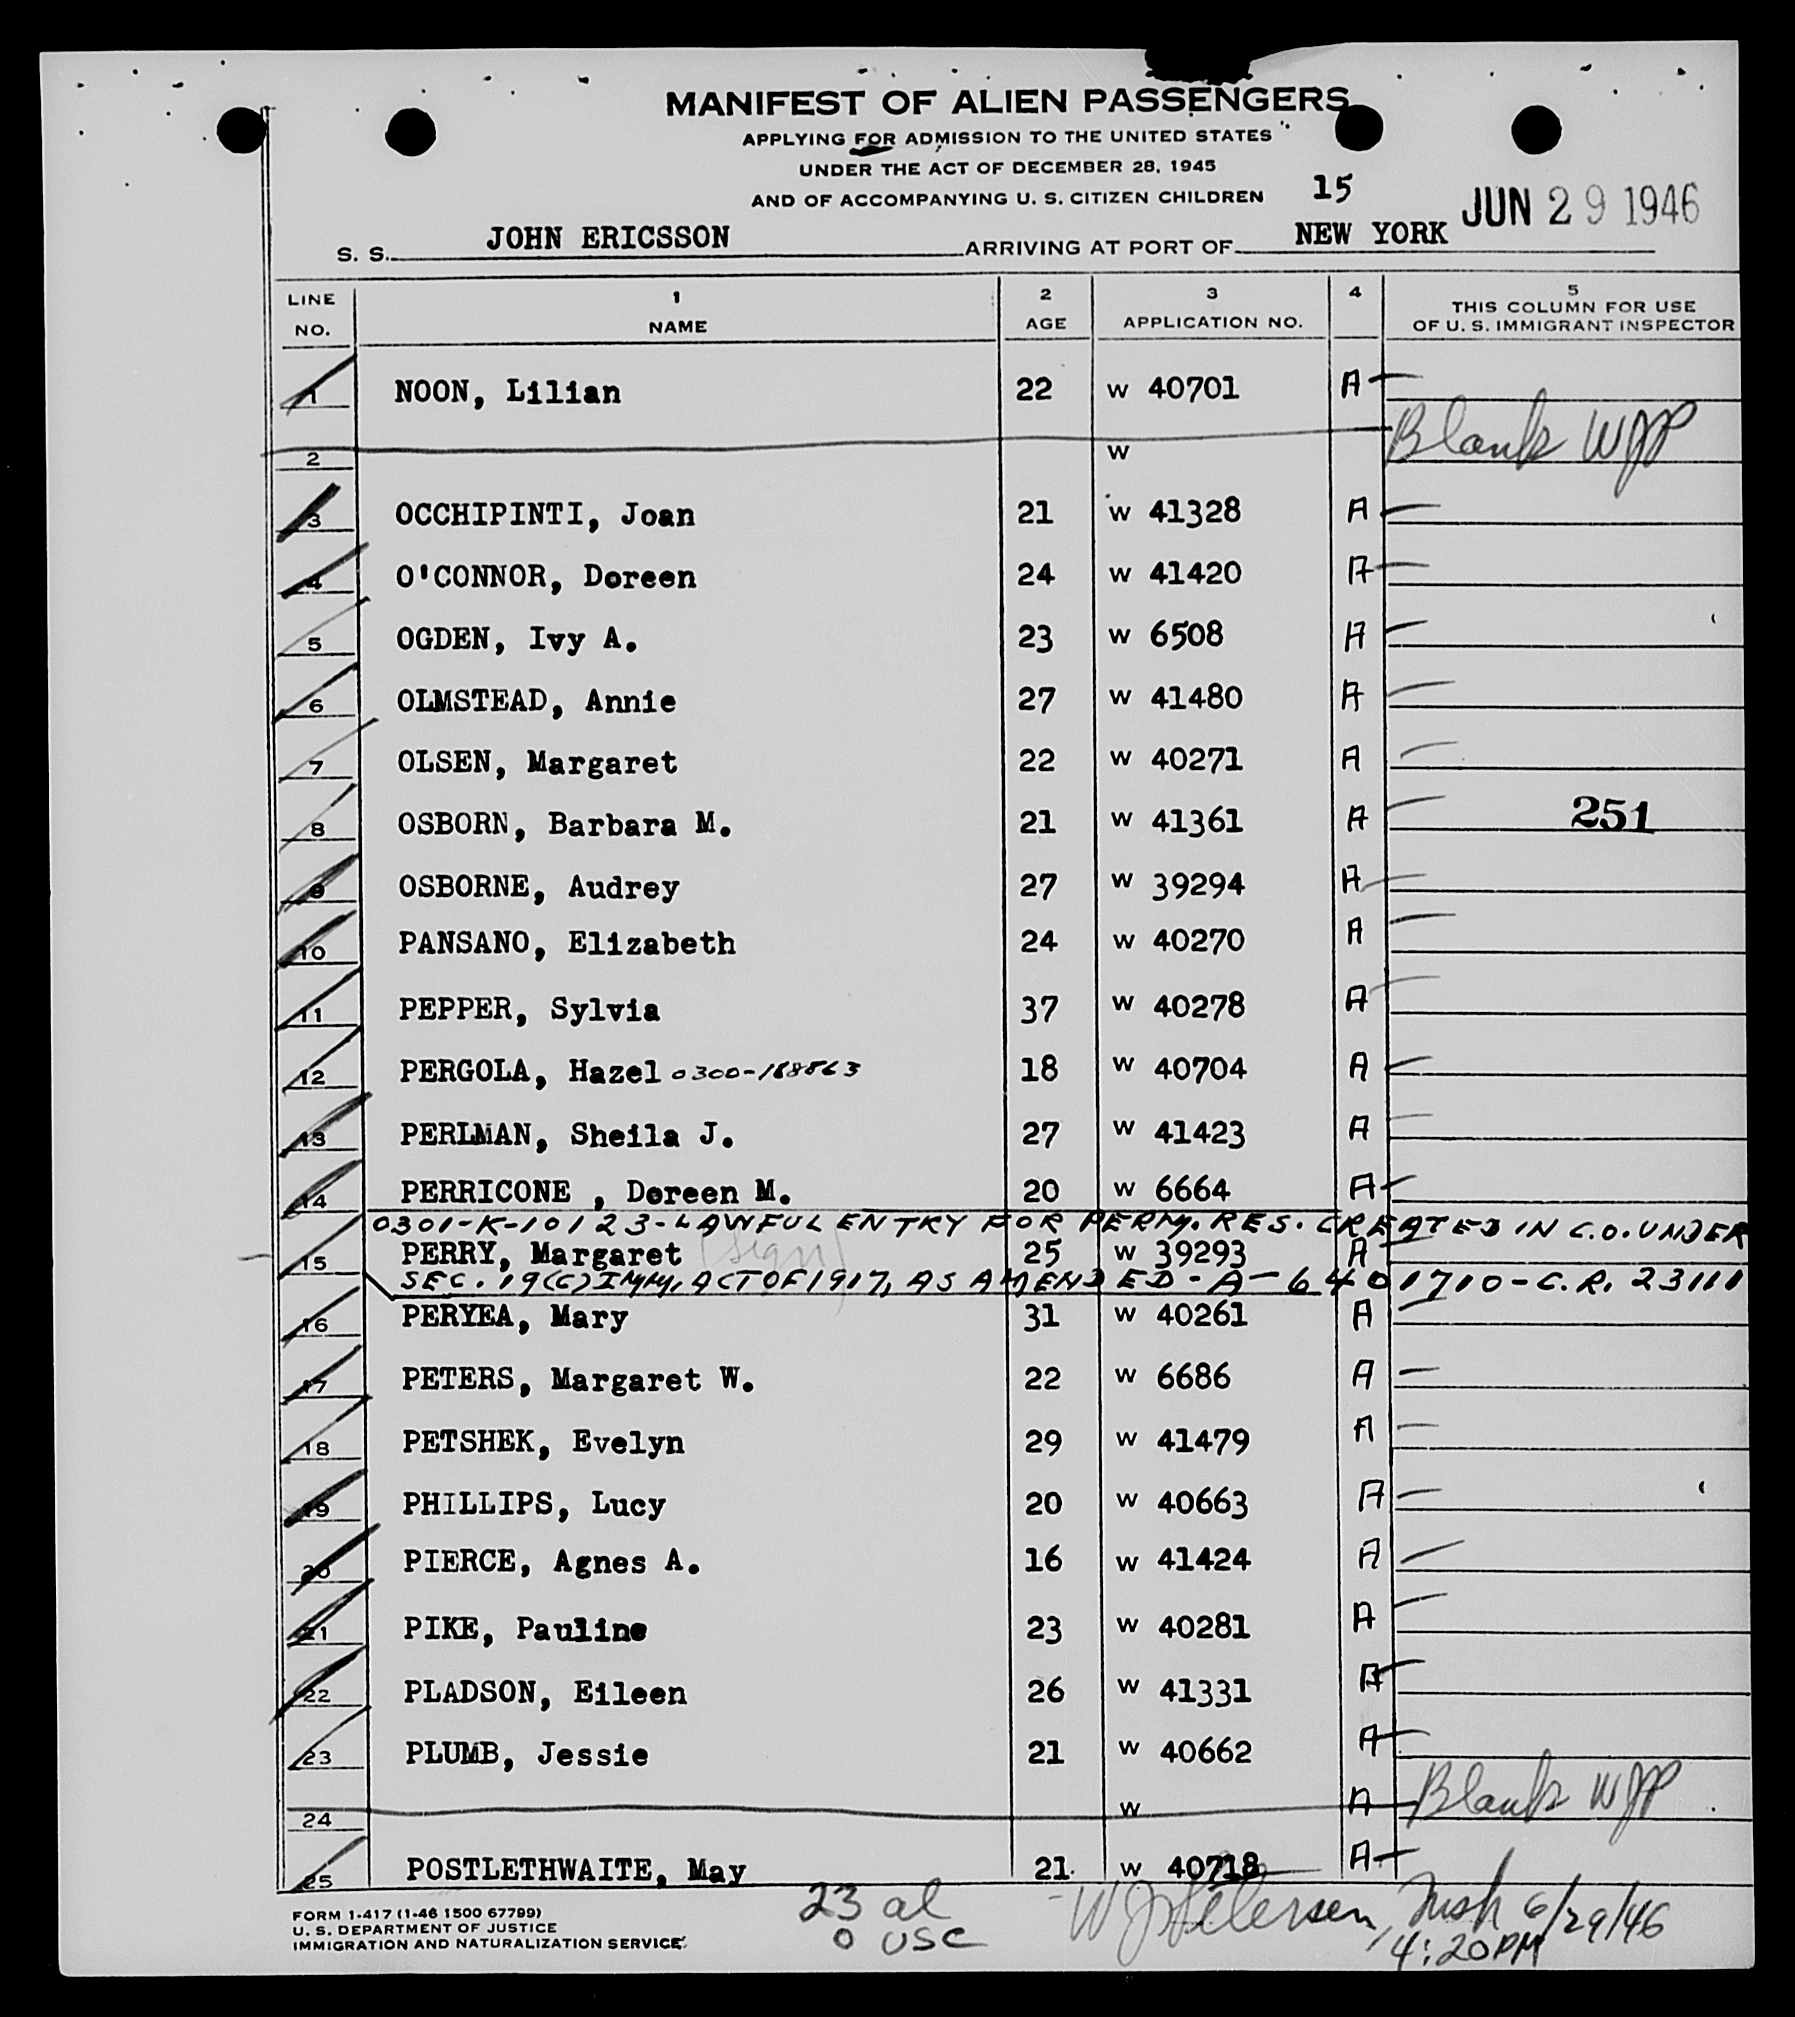 MANIFEST OF ALIEN PASSENGERS
APPLYING FOR ADMISSION TO THE UNITED STATES
UNDER THE ACT OF DECEMBER 28, 1945
AND OF ACCOMPANYING U. S. CITIZEN CHILDREN 15
JUN 29 1946
S. S. JOHN ERICSSON ARRIVING AT PORT OF NEW YORK
LINE NO. 1 NAME 2 AGE 3 APPLICATION NO. 4 5 THIS COLUMN FOR USE OF U. S. IMMIGRANT INSPECTOR
1 NOON, Lilian 22 W 40701 A
2 W Blank WJP
3 OCCHIPINTI, Joan 21 W 41328 A
4 O'CONNOR, Doreen 24 W 41420 A
5 OGDEN, Ivy A. 23 W 6508 A
6 OLMSTEAD, Annie 27 W 41480 A
7 OLSEN, Margaret 22 W 40271 A
8 OSBORN, Barbara M. 21 W 41361 A 251
9 OSBORNE, Audrey 27 W 39294 A
10 PANSANO, Elizabeth 24 W 40270 A
11 PEPPER, Sylvia 37 W 40278 A
12 PERGOLA, Hazel 0300-188863 18 W 40704 A
13 PERLMAN, Sheila J. 27 W 41423 A
14 PERRICONE , Doreen M. 20 W 6664 A
0301-K-10123-LAWFUL ENTRY FOR PERM. RES. CREATED IN C.O. UNDER
15 PERRY, Margaret (Sign) 25 W 39293 A
SEC. 19(C) IMM. ACT OF 1917, AS AMENDED - A-6401710-C.R. 23111
16 PERYEA, Mary 31 W 40261 A
17 PETERS, Margaret W. 22 W 6686 A
18 PETSHEK, Evelyn 29 W 41479 A
19 PHILLIPS, Lucy 20 W 40663 A
20 PIERCE, Agnes A. 16 W 41424 A
21 PIKE, Pauline 23 W 40281 A
22 PLADSON, Eileen 26 W 41331 A
23 PLUMB, Jessie 21 W 40662 A
24 W A Blank WJP
25 POSTLETHWAITE, May 21 W 40718 A
23 al
0 USC
WJ Petersen, Insp 6/29/46
4:20PM
FORM 1-417 (1-46 1500 67799)
U. S. DEPARTMENT OF JUSTICE
IMMIGRATION AND NATURALIZATION SERVICE